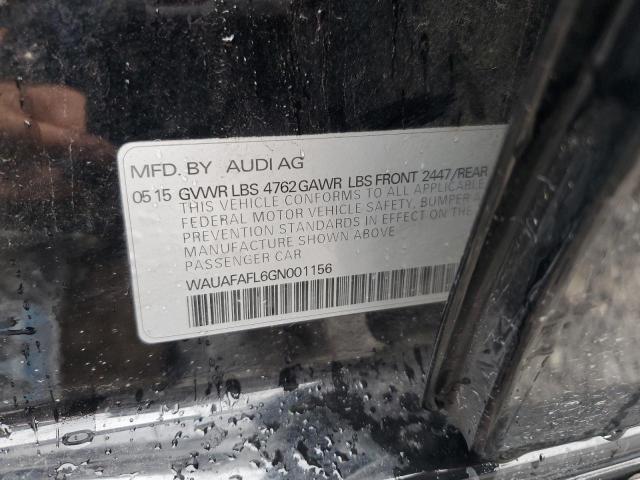 MFD. BY AUDI AG
05 15 GVWR LBS 4762 GAWR LBS FRONT 2447/REAR
THIS VEHICLE CONFORMS TO ALL APPLICABLE
FEDERAL MOTOR VEHICLE SAFETY, BUMPER A
PREVENTION STANDARDS IN EFFECT ON THE
MANUFACTURE SHOWN ABOVE
PASSENGER CAR
WAUAFAFL6GN001156